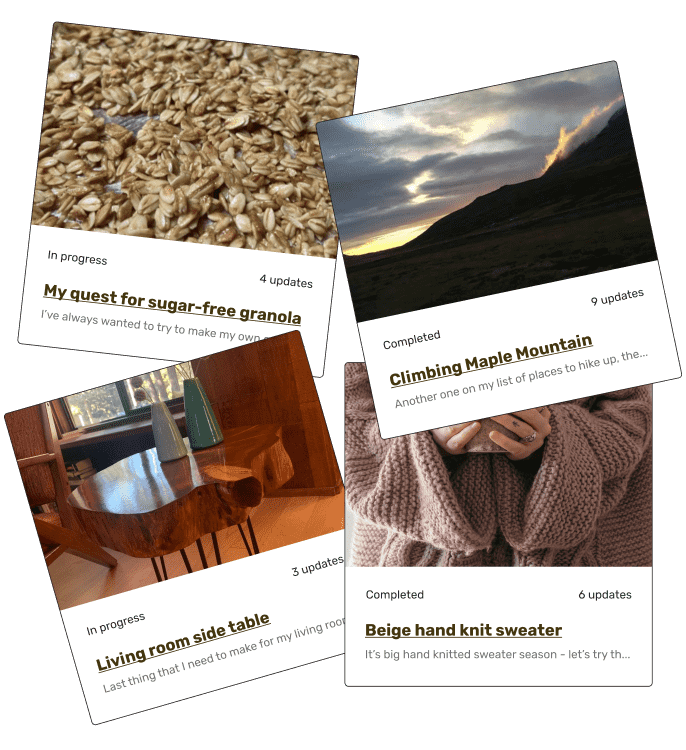 In progress
4 updates
My quest for sugar-free granola
I've always wanted to try to make my own
9 updates
Completed
Climbing Maple Mountain
Another one on my list of places to hike up, the...
3 updates
In progress
Living room side table
Last thing that I need to make for my living room
Completed 6 updates
Beige hand knit sweater
It's big hand knitted sweater season - let's try th...